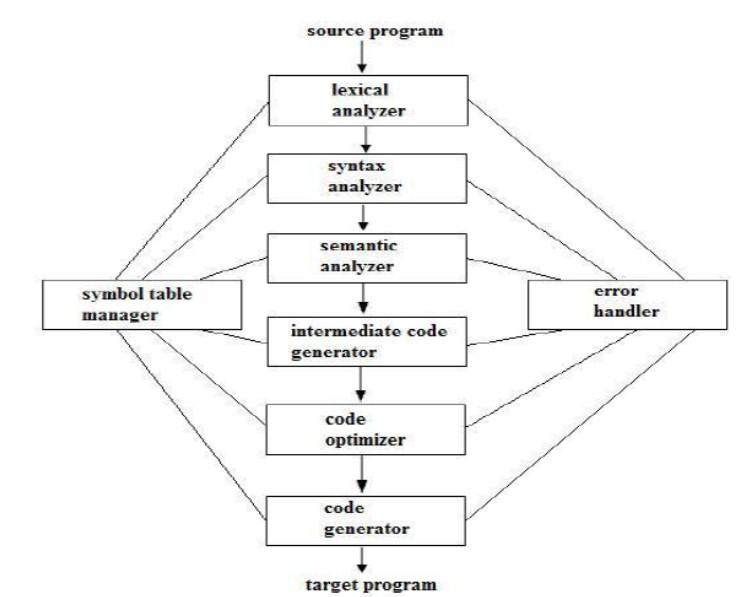 source program
lexical
analyzer
syntax
analyzer
semantic
analyzer
symbol table
manager
error
handler
intermediate code
generator
code
optimizer
code
generator
target program